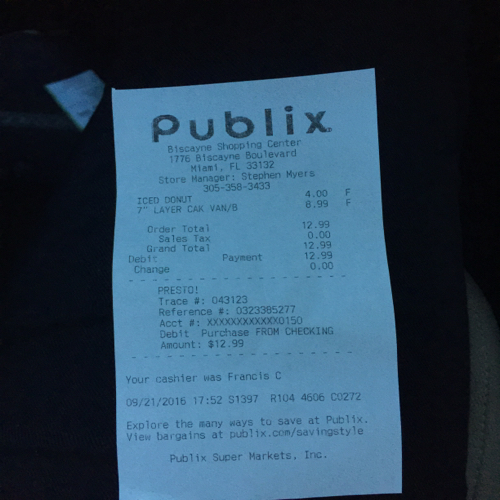 Publix
Biscayne Shopping Center
1776 Biscayne Boulevard
Miami, FL 33132
Store Manager: Stephen Myers
305-358-3433
ICED DONUT 4.00 F
7" LAYER CAK VAN/B 8.99 F
Order Total 12.99
Sales Tax 0.00
Grand Total 12.99
Debit Payment 12.99
Change 0.00
PRESTO!
Trace #: 043123
Reference #: 0323385277
Acct #: XXXXXXXXXXXX0150
Debit Purchase FROM CHECKING
Amount: $12.99
Your cashier was Francis C
09/21/2016 17:52 S1397 R104 4606 C0272
Explore the many ways to save at Publix.
View bargains at publix.com/savingstyle
Publix Super Markets, Inc.